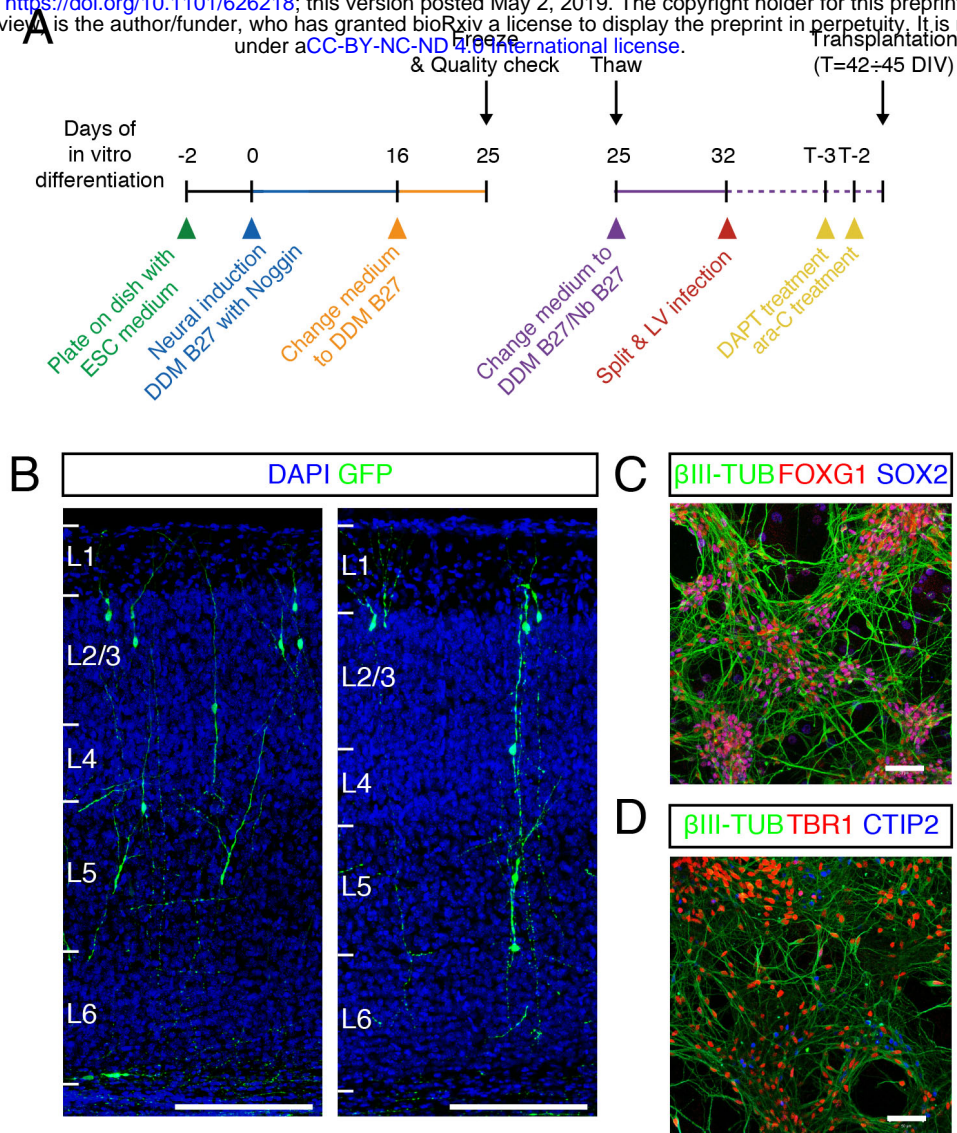 https://doi.org/10.1101/626218; this version posted May 2, 2019. The copyright holder for this preprint
view) is the author/funder, who has granted bioRxiv a license to display the preprint in perpetuity. It is
under aCC-BY-NC-ND 4.0 International license.
A
Freeze
& Quality check
Thaw
Transplantation
(T=42÷45 DIV)
Days of
in vitro
differentiation
-2
0
16
25
25
32
T-3
T-2
Plate on dish with
ESC medium
Neural induction
DDM B27 with Noggin
Change medium
to DDM B27
Change medium to
DDM B27/Nb B27
Split & LV infection
DAPT treatment
ara-C treatment
B
DAPI GFP
L1
L2/3
L4
L5
L6
L1
L2/3
L4
L5
L6
C
βIII-TUB FOXG1 SOX2
D
βIII-TUB TBR1 CTIP2